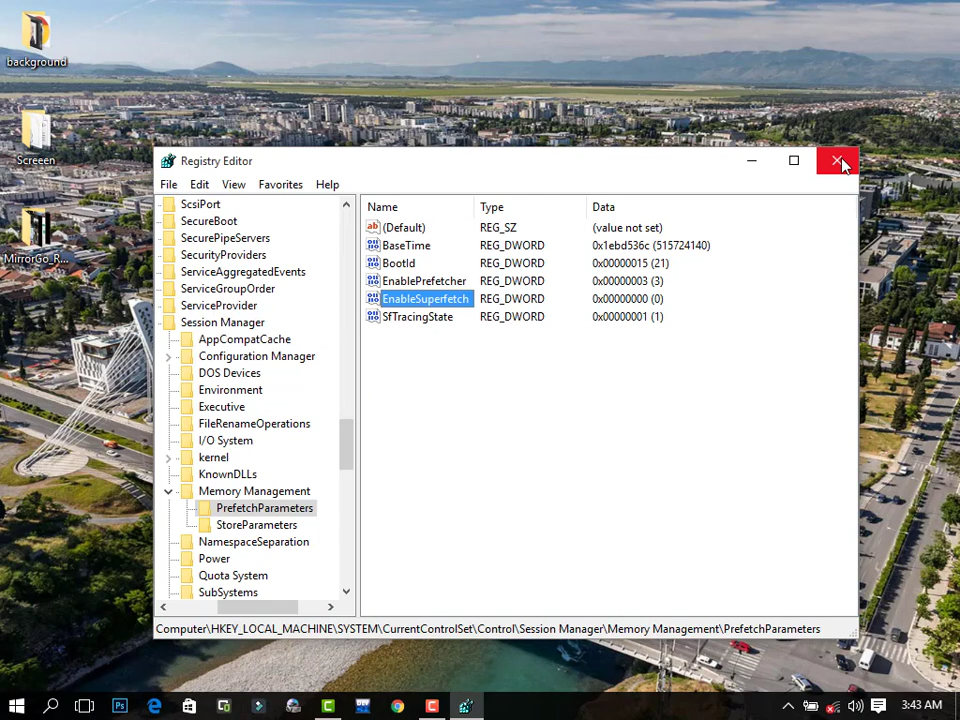 background
Screeen
MirrorGo_R...
Registry Editor
File Edit View Favorites Help
ScsiPort
SecureBoot
SecurePipeServers
SecurityProviders
ServiceAggregatedEvents
ServiceGroupOrder
ServiceProvider
Session Manager
AppCompatCache
Configuration Manager
DOS Devices
Environment
Executive
FileRenameOperations
I/O System
kernel
KnownDLLs
Memory Management
PrefetchParameters
StoreParameters
NamespaceSeparation
Power
Quota System
SubSystems
Name Type Data
(Default) REG_SZ (value not set)
BaseTime REG_DWORD 0x1ebd536c (515724140)
BootId REG_DWORD 0x00000015 (21)
EnablePrefetcher REG_DWORD 0x00000003 (3)
EnableSuperfetch REG_DWORD 0x00000000 (0)
SfTracingState REG_DWORD 0x00000001 (1)
Computer\HKEY_LOCAL_MACHINE\SYSTEM\CurrentControlSet\Control\Session Manager\Memory Management\PrefetchParameters
3:43 AM